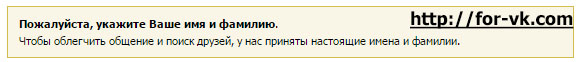 Пожалуйста, укажите Ваше имя и фамилию.
http://for-vk.com
Чтобы облегчить общение и поиск друзей, у нас приняты настоящие имена и фамилии.